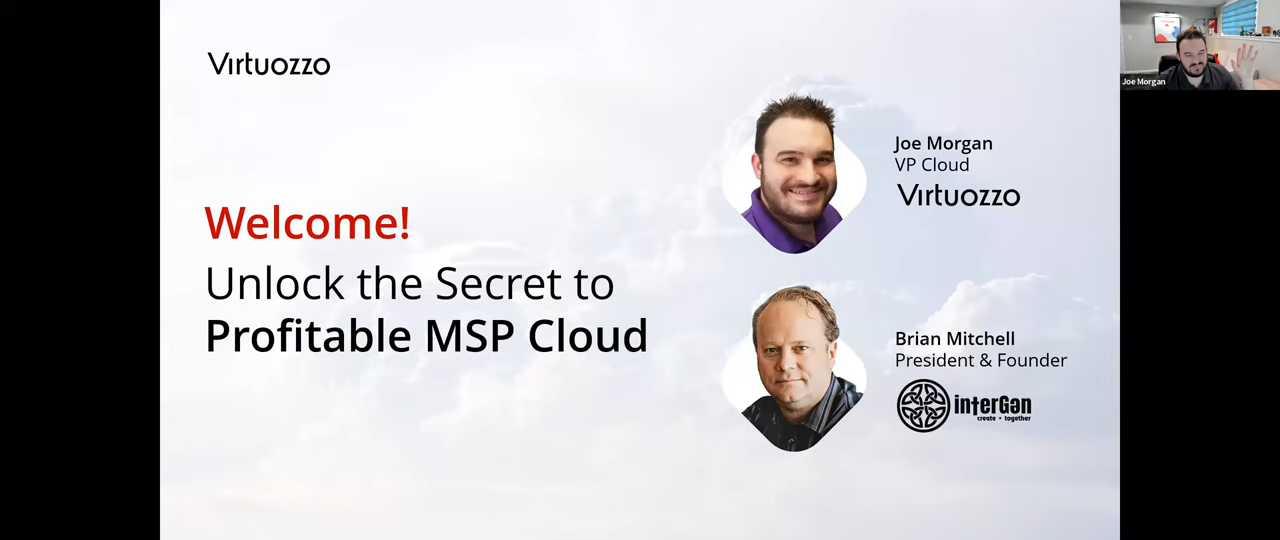 Virtuozzo
Welcome!
Unlock the Secret to
Profitable MSP Cloud
Joe Morgan
VP Cloud
Virtuozzo
Brian Mitchell
President & Founder
interGen
create • together
Joe Morgan